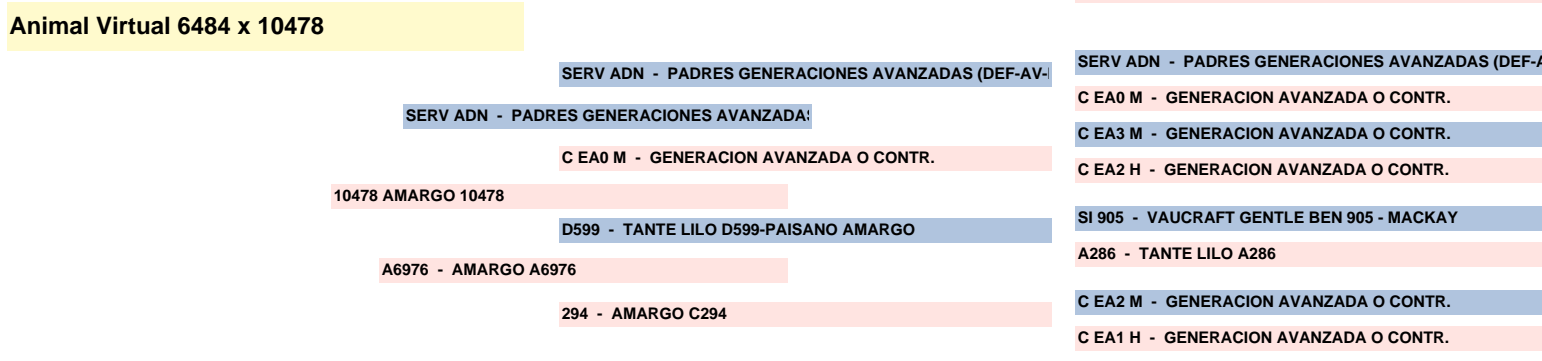 Animal Virtual 6484 x 10478
SERV ADN - PADRES GENERACIONES AVANZADAS (DEF-AV-
SERV ADN - PADRES GENERACIONES AVANZADAS (DEF-A
C EA0 M - GENERACION AVANZADA O CONTR.
SERV ADN - PADRES GENERACIONES AVANZADAS
C EA3 M - GENERACION AVANZADA O CONTR.
C EA0 M - GENERACION AVANZADA O CONTR.
C EA2 H - GENERACION AVANZADA O CONTR.
10478 AMARGO 10478
SI 905 - VAUCRAFT GENTLE BEN 905 - MACKAY
D599 - TANTE LILO D599-PAISANO AMARGO
A286 - TANTE LILO A286
A6976 - AMARGO A6976
C EA2 M - GENERACION AVANZADA O CONTR.
294 - AMARGO C294
C EA1 H - GENERACION AVANZADA O CONTR.